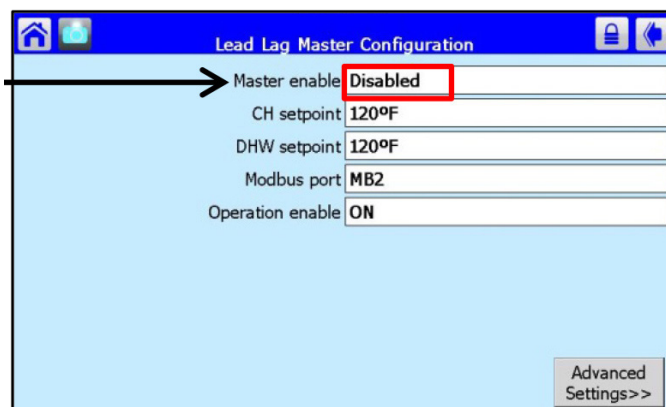 Lead Lag Master Configuration
Master enable Disabled
CH setpoint 120ºF
DHW setpoint 120ºF
Modbus port MB2
Operation enable ON
Advanced
Settings>>